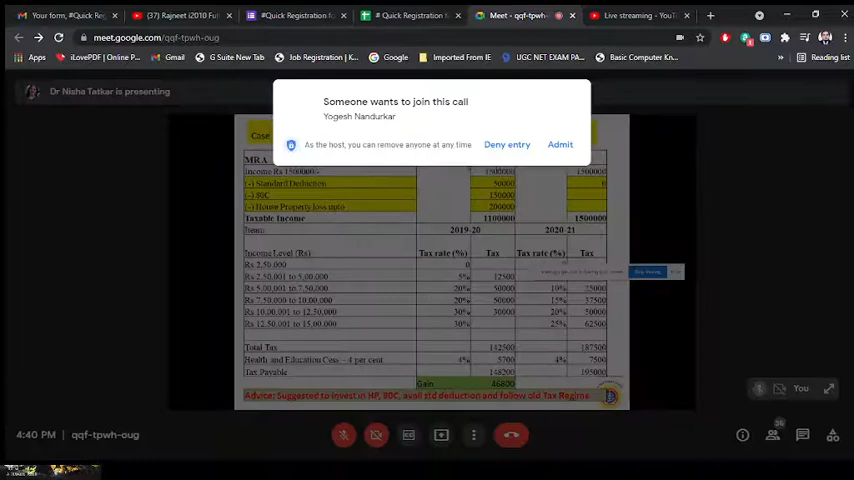 Your form, #Quick Reg
(37) Rajneet i2010 Ful
#Quick Registration fo
# Quick Registration f
Meet - qqf-tpwh-
Live streaming - YouT
meet.google.com/qqf-tpwh-oug
iLovePDF | Online P...
Gmail
G Suite New Tab
Job Registration | K...
Google
Imported From IE
UGC NET EXAM PA...
Basic Computer Kn...
Reading list
Dr Nisha Tatkar is presenting
Someone wants to join this call
Yogesh Nandurkar
As the host, you can remove anyone at any time
Deny entry
Admit
Case
MRA
Income Rs 1500000/- 1500000 1500000
(-) Standard Deduction 50000 0
(-) 80C 150000
(-) House Property loss upto 200000
Taxable Income 1100000 1500000
Item: 2019-20 2020-21
Income Level (Rs) Tax rate (%) Tax Tax rate (%) Tax
Rs 2,50,000 0
Rs 2,50,001 to 5,00,000 5% 12500
Rs 5,00,001 to 7,50,000 20% 50000 10% 25000
Rs 7,50,000 to 10,00,000 20% 50000 15% 37500
Rs 10,00,001 to 12,50,000 30% 30000 20% 50000
Rs 12,50,001 to 15,00,000 30% 25% 62500
Total Tax 142500 187500
Health and Education Cess – 4 per cent 4% 5700 4% 7500
Tax Payable 148200 195000
Gain 46800
Advice: Suggested to invest in HP, 80C, avail std deduction and follow old Tax Regime
You
4:40 PM | qqf-tpwh-oug
36